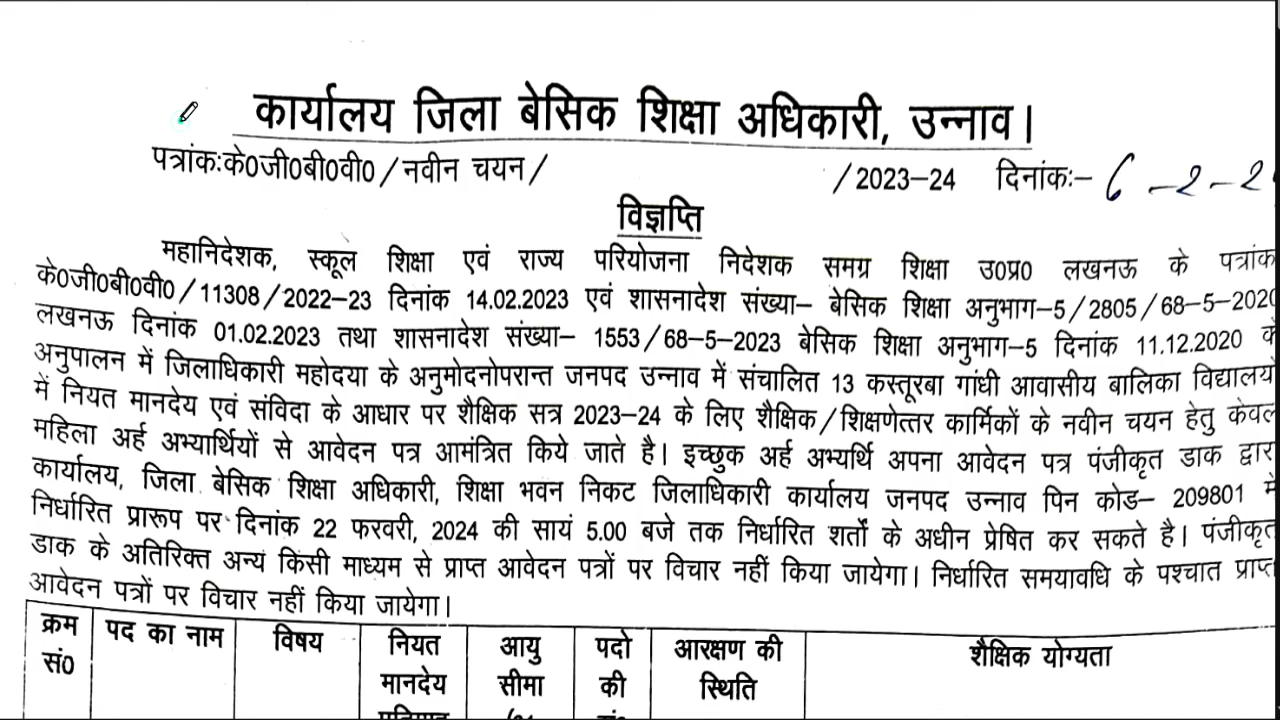 कार्यालय जिला बेसिक शिक्षा अधिकारी, उन्नाव।
पत्रांकः के0जी0बी0वी0/नवीन चयन/ /2023–24 दिनांकः– 6 –2–2
विज्ञप्ति
महानिदेशक, स्कूल शिक्षा एवं राज्य परियोजना निदेशक समग्र शिक्षा उ0प्र0 लखनऊ के पत्रांक
के0जी0बी0वी0/11308/2022–23 दिनांक 14.02.2023 एवं शासनादेश संख्या– बेसिक शिक्षा अनुभाग–5/2805/68–5–2020
लखनऊ दिनांक 01.02.2023 तथा शासनादेश संख्या– 1553/68–5–2023 बेसिक शिक्षा अनुभाग–5 दिनांक 11.12.2020 के
अनुपालन में जिलाधिकारी महोदया के अनुमोदनोपरान्त जनपद उन्नाव में संचालित 13 कस्तूरबा गांधी आवासीय बालिका विद्यालयों
में नियत मानदेय एवं संविदा के आधार पर शैक्षिक सत्र 2023–24 के लिए शैक्षिक/शिक्षणेत्तर कार्मिकों के नवीन चयन हेतु केवल
महिला अर्ह अभ्यार्थियों से आवेदन पत्र आमंत्रित किये जाते है। इच्छुक अर्ह अभ्यर्थि अपना आवेदन पत्र पंजीकृत डाक द्वारा
कार्यालय, जिला बेसिक शिक्षा अधिकारी, शिक्षा भवन निकट जिलाधिकारी कार्यालय जनपद उन्नाव पिन कोड– 209801 में
निर्धारित प्रारूप पर दिनांक 22 फरवरी, 2024 की सायं 5.00 बजे तक निर्धारित शर्तों के अधीन प्रेषित कर सकते है। पंजीकृत
डाक के अतिरिक्त अन्य किसी माध्यम से प्राप्त आवेदन पत्रों पर विचार नहीं किया जायेगा। निर्धारित समयावधि के पश्चात प्राप्त
आवेदन पत्रों पर विचार नहीं किया जायेगा।
क्रम पद का नाम विषय नियत आयु पदो आरक्षण की शैक्षिक योग्यता
सं0 मानदेय सीमा की स्थिति